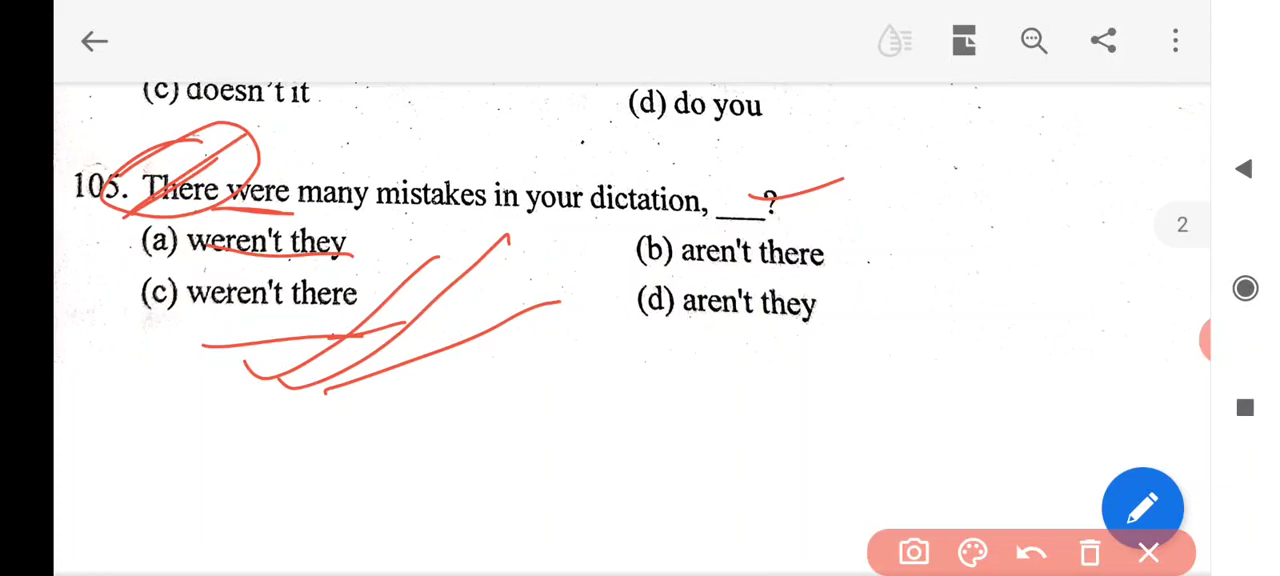 (c) doesn't it
(d) do you
105. There were many mistakes in your dictation, ___?
(a) weren't they
(b) aren't there
(c) weren't there
(d) aren't they
2